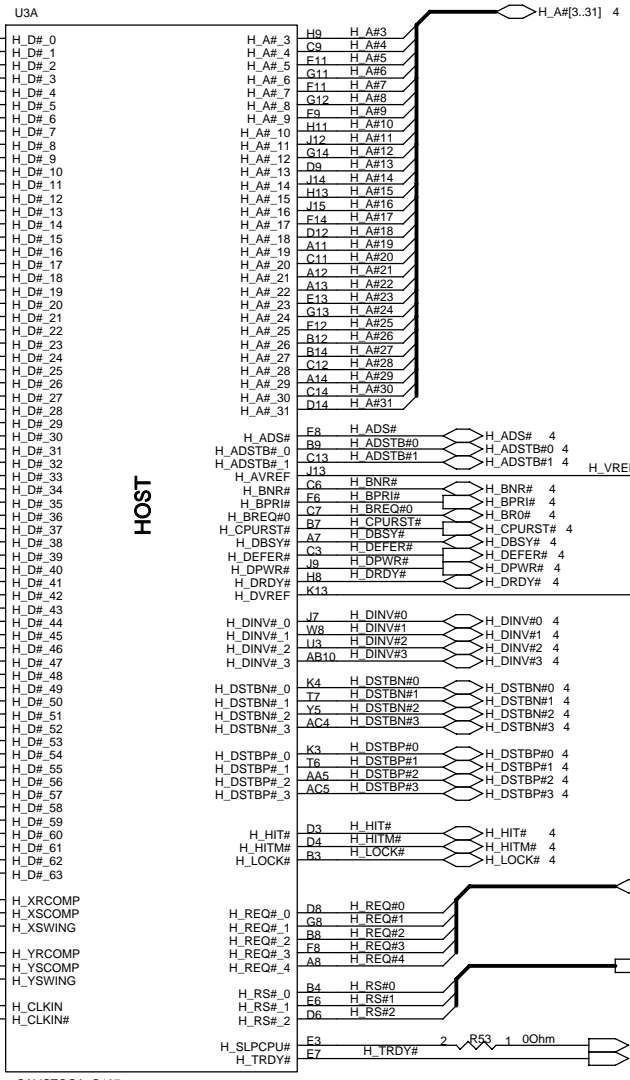 U3A
H_A#[3..31] 4
H_D#_0
H_D#_1
H_D#_2
H_D#_3
H_D#_4
H_D#_5
H_D#_6
H_D#_7
H_D#_8
H_D#_9
H_D#_10
H_D#_11
H_D#_12
H_D#_13
H_D#_14
H_D#_15
H_D#_16
H_D#_17
H_D#_18
H_D#_19
H_D#_20
H_D#_21
H_D#_22
H_D#_23
H_D#_24
H_D#_25
H_D#_26
H_D#_27
H_D#_28
H_D#_29
H_D#_30
H_D#_31
H_D#_32
H_D#_33
H_D#_34
H_D#_35
H_D#_36
H_D#_37
H_D#_38
H_D#_39
H_D#_40
H_D#_41
H_D#_42
H_D#_43
H_D#_44
H_D#_45
H_D#_46
H_D#_47
H_D#_48
H_D#_49
H_D#_50
H_D#_51
H_D#_52
H_D#_53
H_D#_54
H_D#_55
H_D#_56
H_D#_57
H_D#_58
H_D#_59
H_D#_60
H_D#_61
H_D#_62
H_D#_63
H_XRCOMP
H_XSCOMP
H_XSWING
H_YRCOMP
H_YSCOMP
H_YSWING
H_CLKIN
H_CLKIN#
HOST
H_A#_3 H9 H_A#3
H_A#_4 C9 H_A#4
H_A#_5 E11 H_A#5
H_A#_6 G11 H_A#6
H_A#_7 F11 H_A#7
H_A#_8 G12 H_A#8
H_A#_9 F9 H_A#9
H_A#_10 H11 H_A#10
H_A#_11 J12 H_A#11
H_A#_12 G14 H_A#12
H_A#_13 D9 H_A#13
H_A#_14 J14 H_A#14
H_A#_15 H13 H_A#15
H_A#_16 J15 H_A#16
H_A#_17 F14 H_A#17
H_A#_18 D12 H_A#18
H_A#_19 A11 H_A#19
H_A#_20 C11 H_A#20
H_A#_21 A12 H_A#21
H_A#_22 A13 H_A#22
H_A#_23 E13 H_A#23
H_A#_24 G13 H_A#24
H_A#_25 F12 H_A#25
H_A#_26 B12 H_A#26
H_A#_27 B14 H_A#27
H_A#_28 C12 H_A#28
H_A#_29 A14 H_A#29
H_A#_30 C14 H_A#30
H_A#_31 D14 H_A#31
H_ADS# E8 H_ADS# H_ADS# 4
H_ADSTB#_0 B9 H_ADSTB#0 H_ADSTB#0 4
H_ADSTB#_1 C13 H_ADSTB#1 H_ADSTB#1 4
H_AVREF J13 H_VREF
H_BNR# C6 H_BNR# H_BNR# 4
H_BPRI# F6 H_BPRI# H_BPRI# 4
H_BREQ#0 C7 H_BREQ#0 H_BR0# 4
H_CPURST# B7 H_CPURST# H_CPURST# 4
H_DBSY# A7 H_DBSY# H_DBSY# 4
H_DEFER# C3 H_DEFER# H_DEFER# 4
H_DPWR# J9 H_DPWR# H_DPWR# 4
H_DRDY# H8 H_DRDY# H_DRDY# 4
H_DVREF K13
H_DINV#_0 J7 H_DINV#0 H_DINV#0 4
H_DINV#_1 W8 H_DINV#1 H_DINV#1 4
H_DINV#_2 U3 H_DINV#2 H_DINV#2 4
H_DINV#_3 AB10 H_DINV#3 H_DINV#3 4
H_DSTBN#_0 K4 H_DSTBN#0 H_DSTBN#0 4
H_DSTBN#_1 T7 H_DSTBN#1 H_DSTBN#1 4
H_DSTBN#_2 Y5 H_DSTBN#2 H_DSTBN#2 4
H_DSTBN#_3 AC4 H_DSTBN#3 H_DSTBN#3 4
H_DSTBP#_0 K3 H_DSTBP#0 H_DSTBP#0 4
H_DSTBP#_1 T6 H_DSTBP#1 H_DSTBP#1 4
H_DSTBP#_2 AA5 H_DSTBP#2 H_DSTBP#2 4
H_DSTBP#_3 AC5 H_DSTBP#3 H_DSTBP#3 4
H_HIT# D3 H_HIT# H_HIT# 4
H_HITM# D4 H_HITM# H_HITM# 4
H_LOCK# B3 H_LOCK# H_LOCK# 4
H_REQ#_0 D8 H_REQ#0
H_REQ#_1 G8 H_REQ#1
H_REQ#_2 B8 H_REQ#2
H_REQ#_3 F8 H_REQ#3
H_REQ#_4 A8 H_REQ#4
H_RS#_0 B4 H_RS#0
H_RS#_1 E6 H_RS#1
H_RS#_2 D6 H_RS#2
H_SLPCPU# E3 2 R53 1 0Ohm
H_TRDY# E7 H_TRDY#